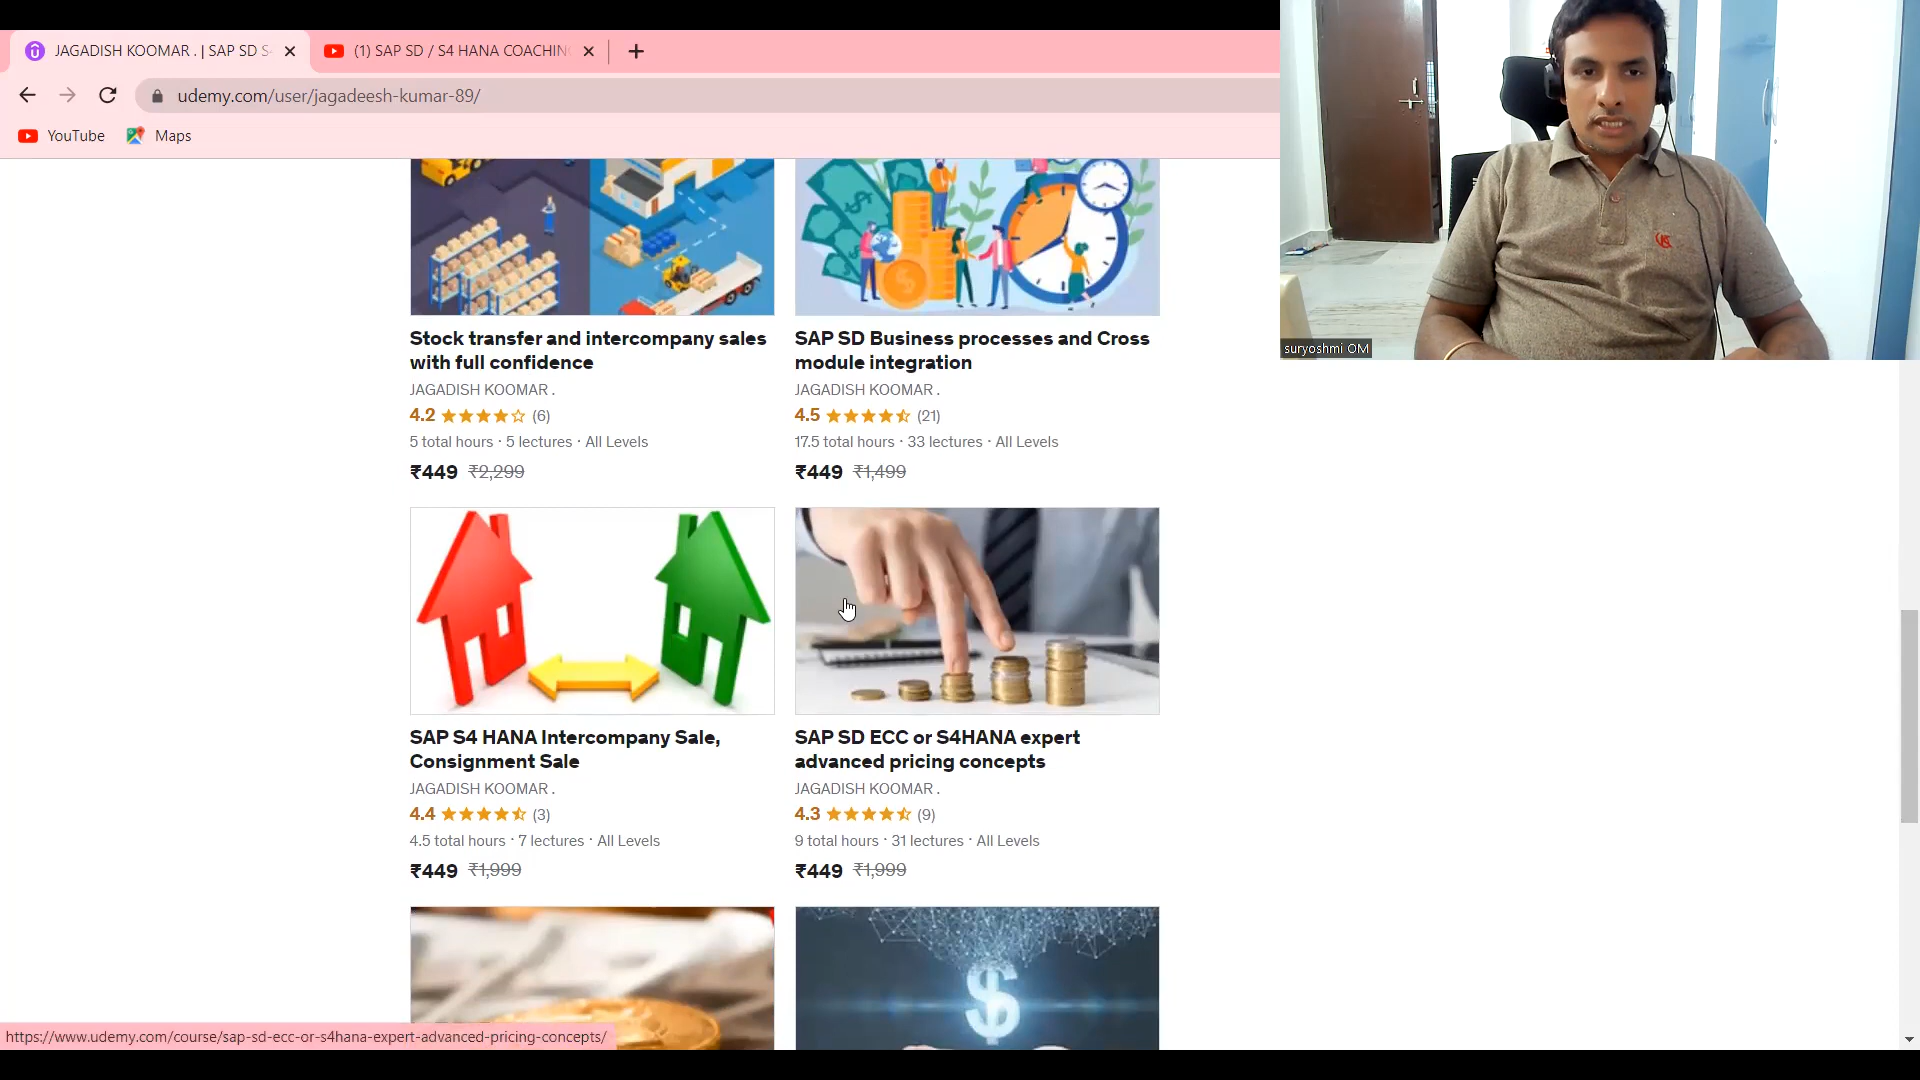 JAGADISH KOOMAR . | SAP SD S
(1) SAP SD / S4 HANA COACHIN
udemy.com/user/jagadeesh-kumar-89/
YouTube
Maps
suryoshmi OM
Stock transfer and intercompany sales
with full confidence
JAGADISH KOOMAR .
4.2 (6)
5 total hours · 5 lectures · All Levels
₹449 ₹2,299
SAP SD Business processes and Cross
module integration
JAGADISH KOOMAR .
4.5 (21)
17.5 total hours · 33 lectures · All Levels
₹449 ₹1,499
SAP S4 HANA Intercompany Sale,
Consignment Sale
JAGADISH KOOMAR .
4.4 (3)
4.5 total hours · 7 lectures · All Levels
₹449 ₹1,999
SAP SD ECC or S4HANA expert
advanced pricing concepts
JAGADISH KOOMAR .
4.3 (9)
9 total hours · 31 lectures · All Levels
₹449 ₹1,999
$
https://www.udemy.com/course/sap-sd-ecc-or-s4hana-expert-advanced-pricing-concepts/